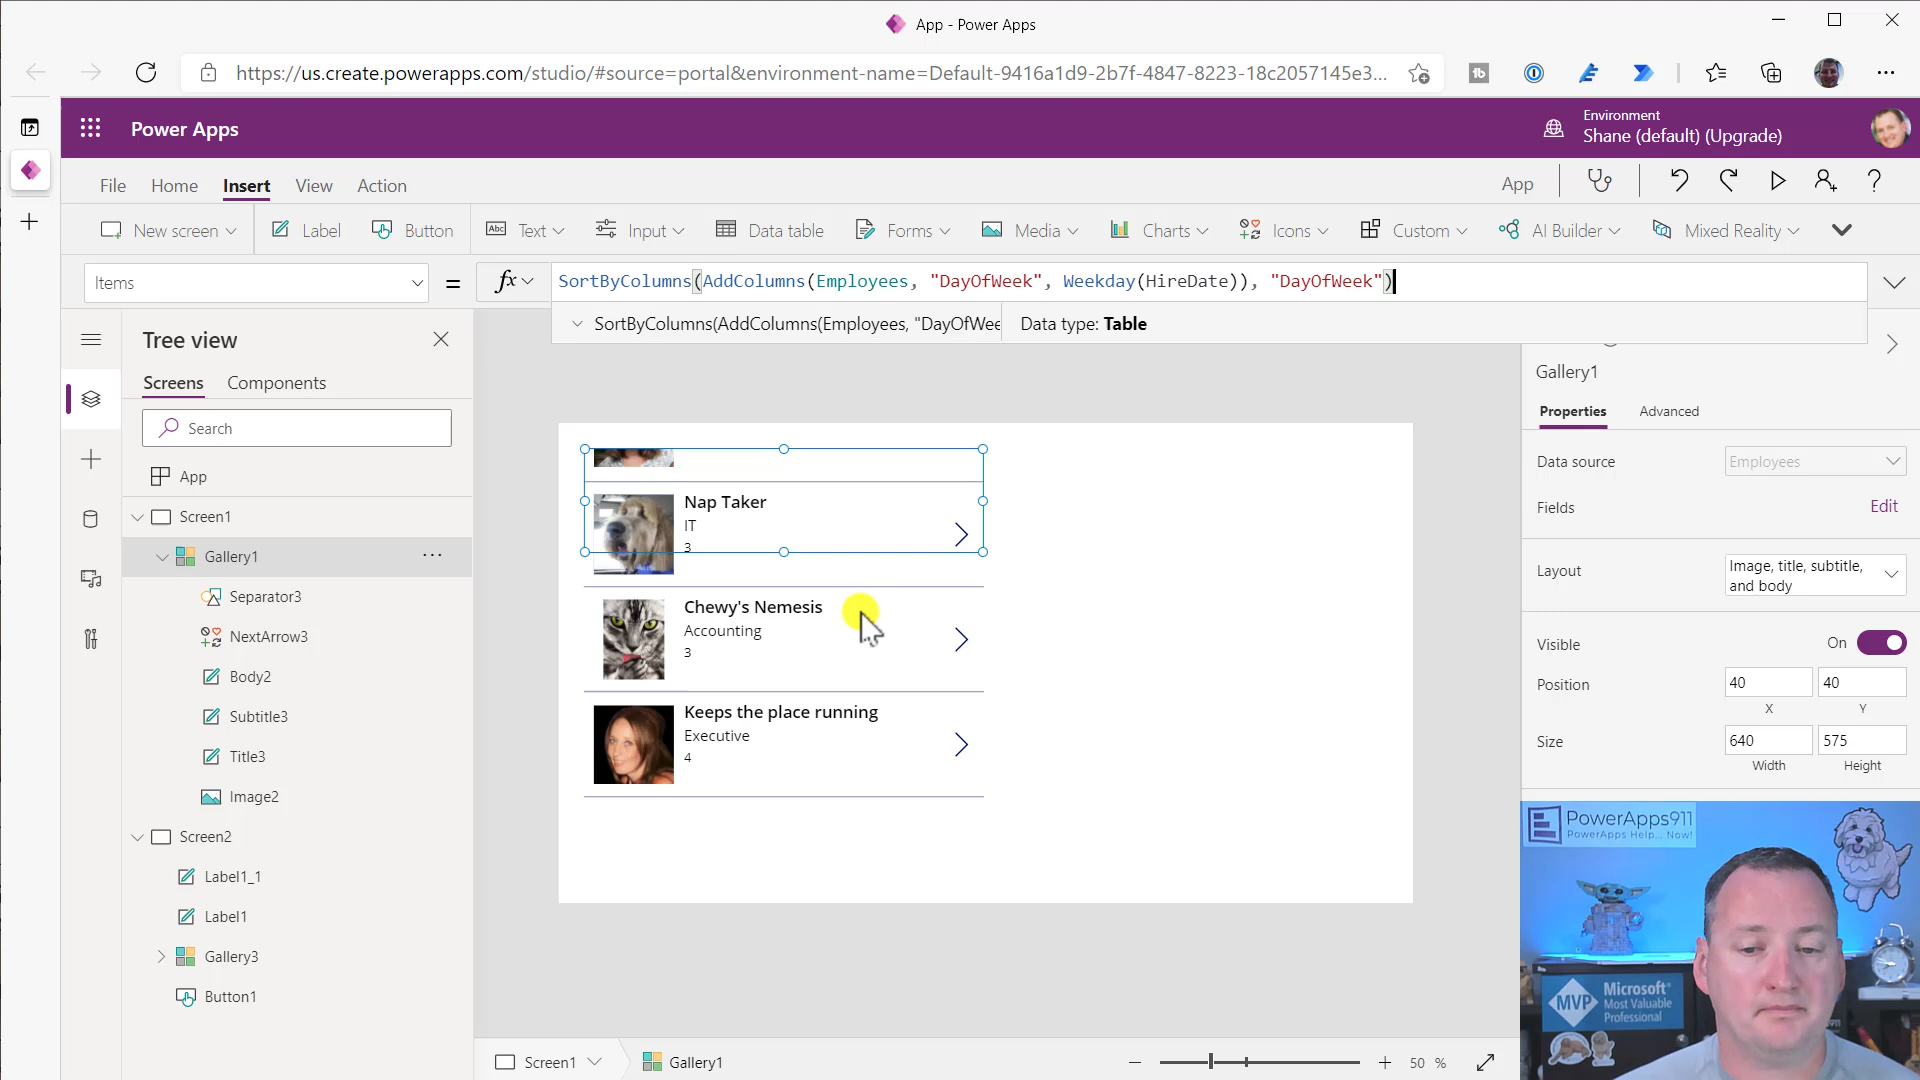 App - Power Apps
https://us.create.powerapps.com/studio/#source=portal&environment-name=Default-9416a1d9-2b7f-4847-8223-18c2057145e3...
Power Apps
Environment
Shane (default) (Upgrade)
File Home Insert View Action
App
New screen Label Button Text Input Data table Forms Media Charts Icons Custom AI Builder Mixed Reality
Items = fx SortByColumns(AddColumns(Employees, "DayOfWeek", Weekday(HireDate)), "DayOfWeek")
SortByColumns(AddColumns(Employees, "DayOfWee Data type: Table
Tree view
Screens Components
Search
App
Screen1
Gallery1
Separator3
NextArrow3
Body2
Subtitle3
Title3
Image2
Screen2
Label1_1
Label1
Gallery3
Button1
Nap Taker
IT
3
Chewy's Nemesis
Accounting
3
Keeps the place running
Executive
4
Gallery1
Properties Advanced
Data source Employees
Fields Edit
Layout Image, title, subtitle, and body
Visible On
Position 40 40
X Y
Size 640 575
Width Height
PowerApps911
PowerApps Help... Now!
MVP Microsoft
Most Valuable
Professional
Screen1 Gallery1
50 %